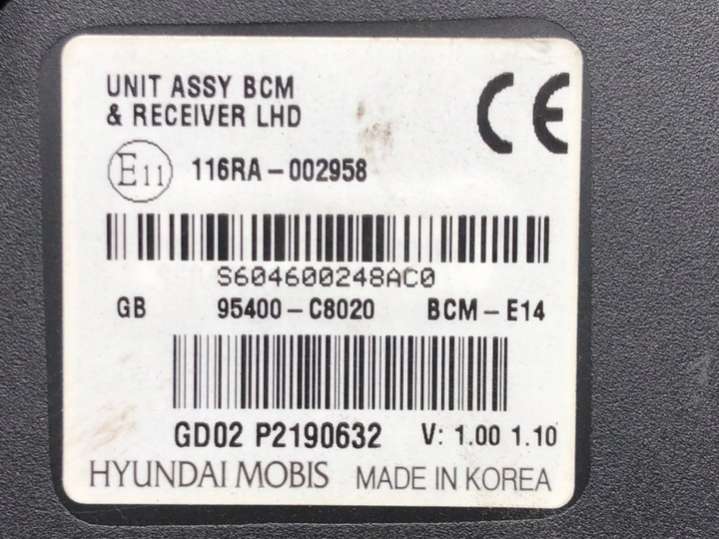 UNIT ASSY BCM
& RECEIVER LHD
CE
E11 116RA-002958
S604600248AC0
GB 95400-C8020 BCM-E14
GD02 P2190632 V: 1.00 1.10
HYUNDAI MOBIS MADE IN KOREA